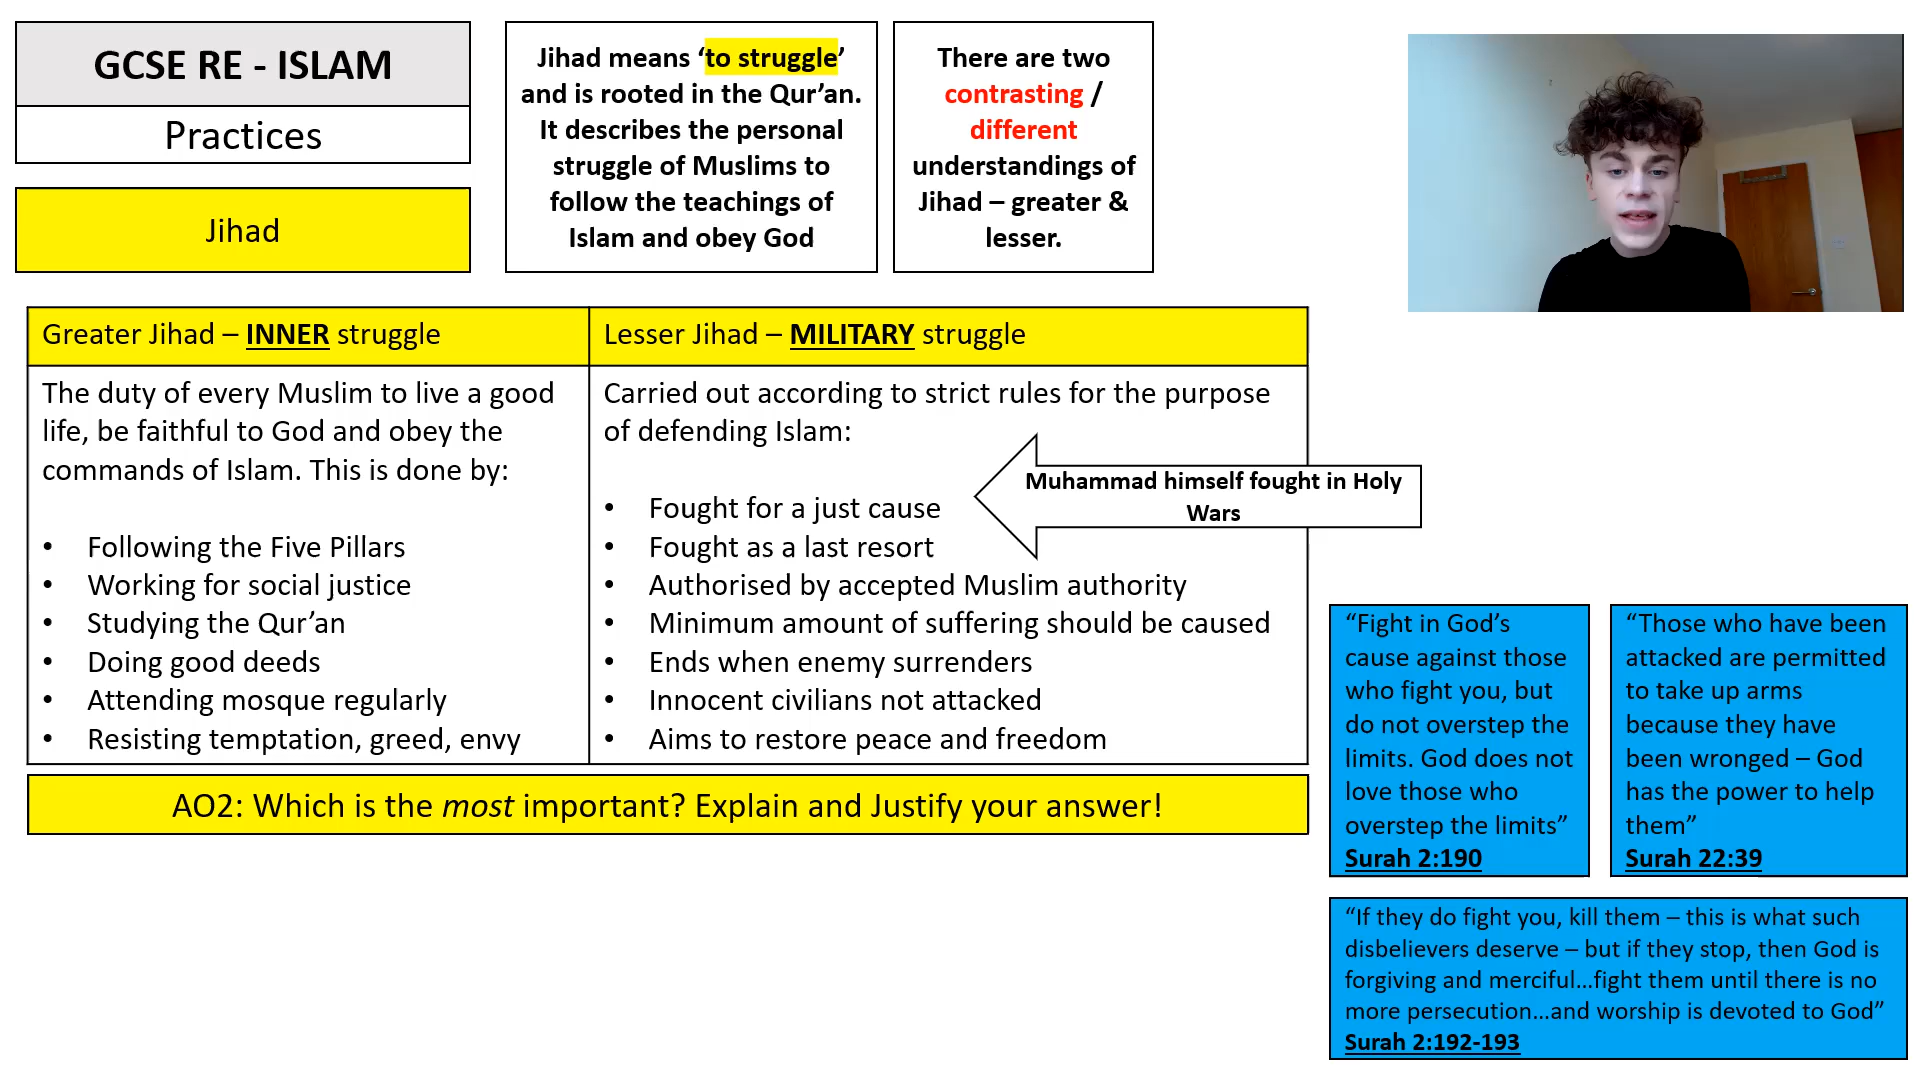 GCSE RE - ISLAM
Practices
Jihad
Jihad means ‘to struggle’
and is rooted in the Qur’an.
It describes the personal
struggle of Muslims to
follow the teachings of
Islam and obey God
There are two
contrasting /
different
understandings of
Jihad – greater &
lesser.
Greater Jihad – INNER struggle
The duty of every Muslim to live a good
life, be faithful to God and obey the
commands of Islam. This is done by:
• Following the Five Pillars
• Working for social justice
• Studying the Qur’an
• Doing good deeds
• Attending mosque regularly
• Resisting temptation, greed, envy
Lesser Jihad – MILITARY struggle
Carried out according to strict rules for the purpose
of defending Islam:
• Fought for a just cause
• Fought as a last resort
• Authorised by accepted Muslim authority
• Minimum amount of suffering should be caused
• Ends when enemy surrenders
• Innocent civilians not attacked
• Aims to restore peace and freedom
Muhammad himself fought in Holy
Wars
AO2: Which is the most important? Explain and Justify your answer!
“Fight in God’s
cause against those
who fight you, but
do not overstep the
limits. God does not
love those who
overstep the limits”
Surah 2:190
“Those who have been
attacked are permitted
to take up arms
because they have
been wronged – God
has the power to help
them”
Surah 22:39
“If they do fight you, kill them – this is what such
disbelievers deserve – but if they stop, then God is
forgiving and merciful…fight them until there is no
more persecution…and worship is devoted to God”
Surah 2:192-193